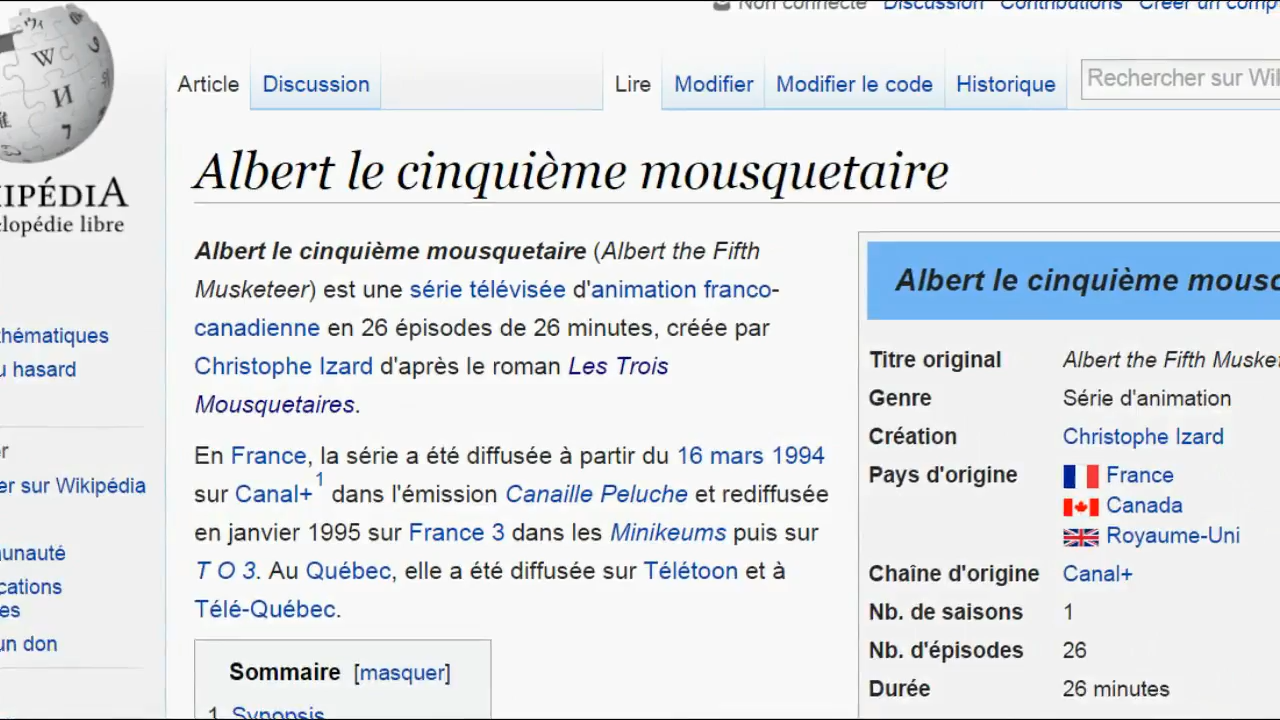 Non connecté Discussion Contributions Créer un comp
Article Discussion Lire Modifier Modifier le code Historique Rechercher sur Wi
Albert le cinquième mousquetaire
IPÉDIA
lopédie libre
Albert le cinquième mousquetaire (Albert the Fifth
Musketeer) est une série télévisée d'animation franco-
canadienne en 26 épisodes de 26 minutes, créée par
Christophe Izard d'après le roman Les Trois
Mousquetaires.
En France, la série a été diffusée à partir du 16 mars 1994
sur Canal+1 dans l'émission Canaille Peluche et rediffusée
en janvier 1995 sur France 3 dans les Minikeums puis sur
T O 3. Au Québec, elle a été diffusée sur Télétoon et à
Télé-Québec.
Sommaire [masquer]
1 Synopsis
Albert le cinquième mousq
Titre original Albert the Fifth Musket
Genre Série d'animation
Création Christophe Izard
Pays d'origine France
Canada
Royaume-Uni
Chaîne d'origine Canal+
Nb. de saisons 1
Nb. d'épisodes 26
Durée 26 minutes
thématiques
u hasard
r
er sur Wikipédia
unauté
cations
es
un don